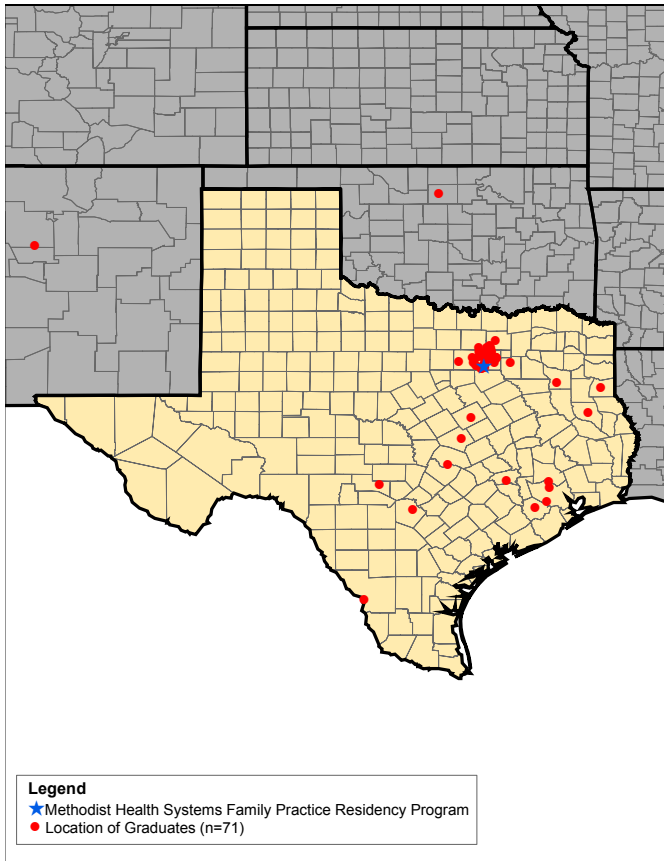 Legend
Methodist Health Systems Family Practice Residency Program
Location of Graduates (n=71)